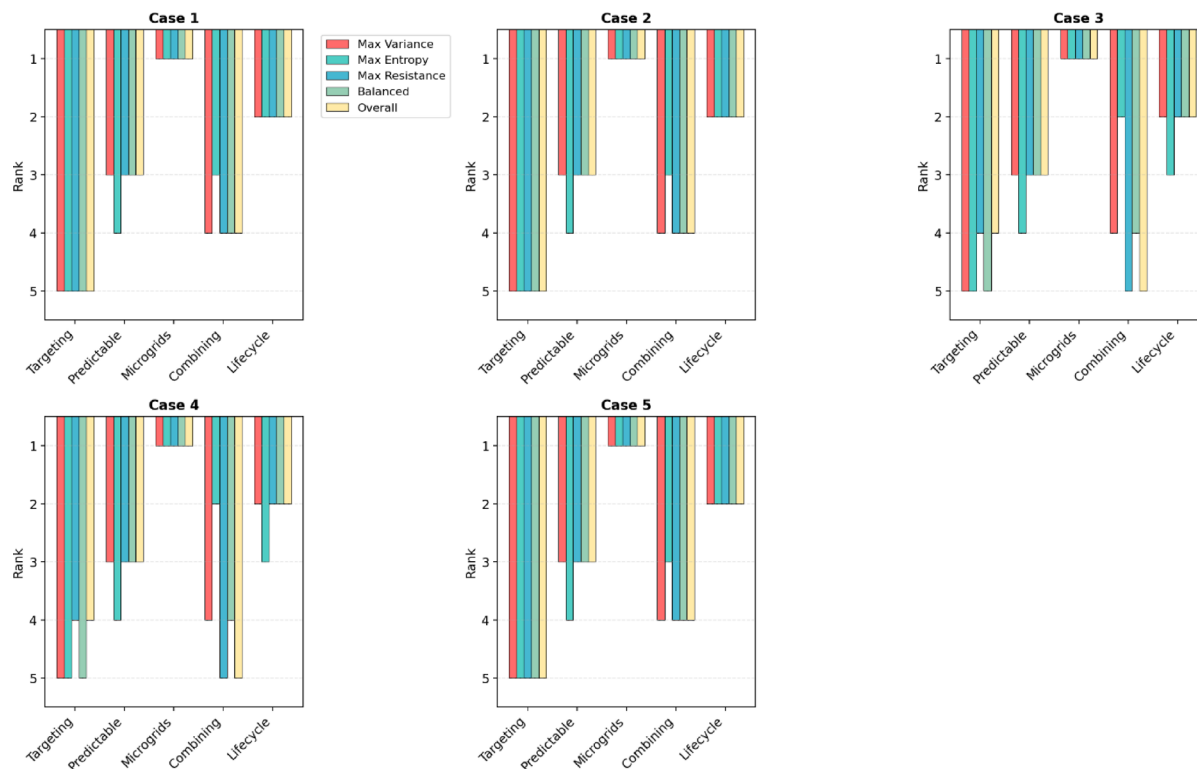 Case 1
Rank
1
2
3
4
5
Targeting
Predictable
Microgrids
Combining
Lifecycle
Max Variance
Max Entropy
Max Resistance
Balanced
Overall
Case 2
Rank
1
2
3
4
5
Targeting
Predictable
Microgrids
Combining
Lifecycle
Case 3
Rank
1
2
3
4
5
Targeting
Predictable
Microgrids
Combining
Lifecycle
Case 4
Rank
1
2
3
4
5
Targeting
Predictable
Microgrids
Combining
Lifecycle
Case 5
Rank
1
2
3
4
5
Targeting
Predictable
Microgrids
Combining
Lifecycle